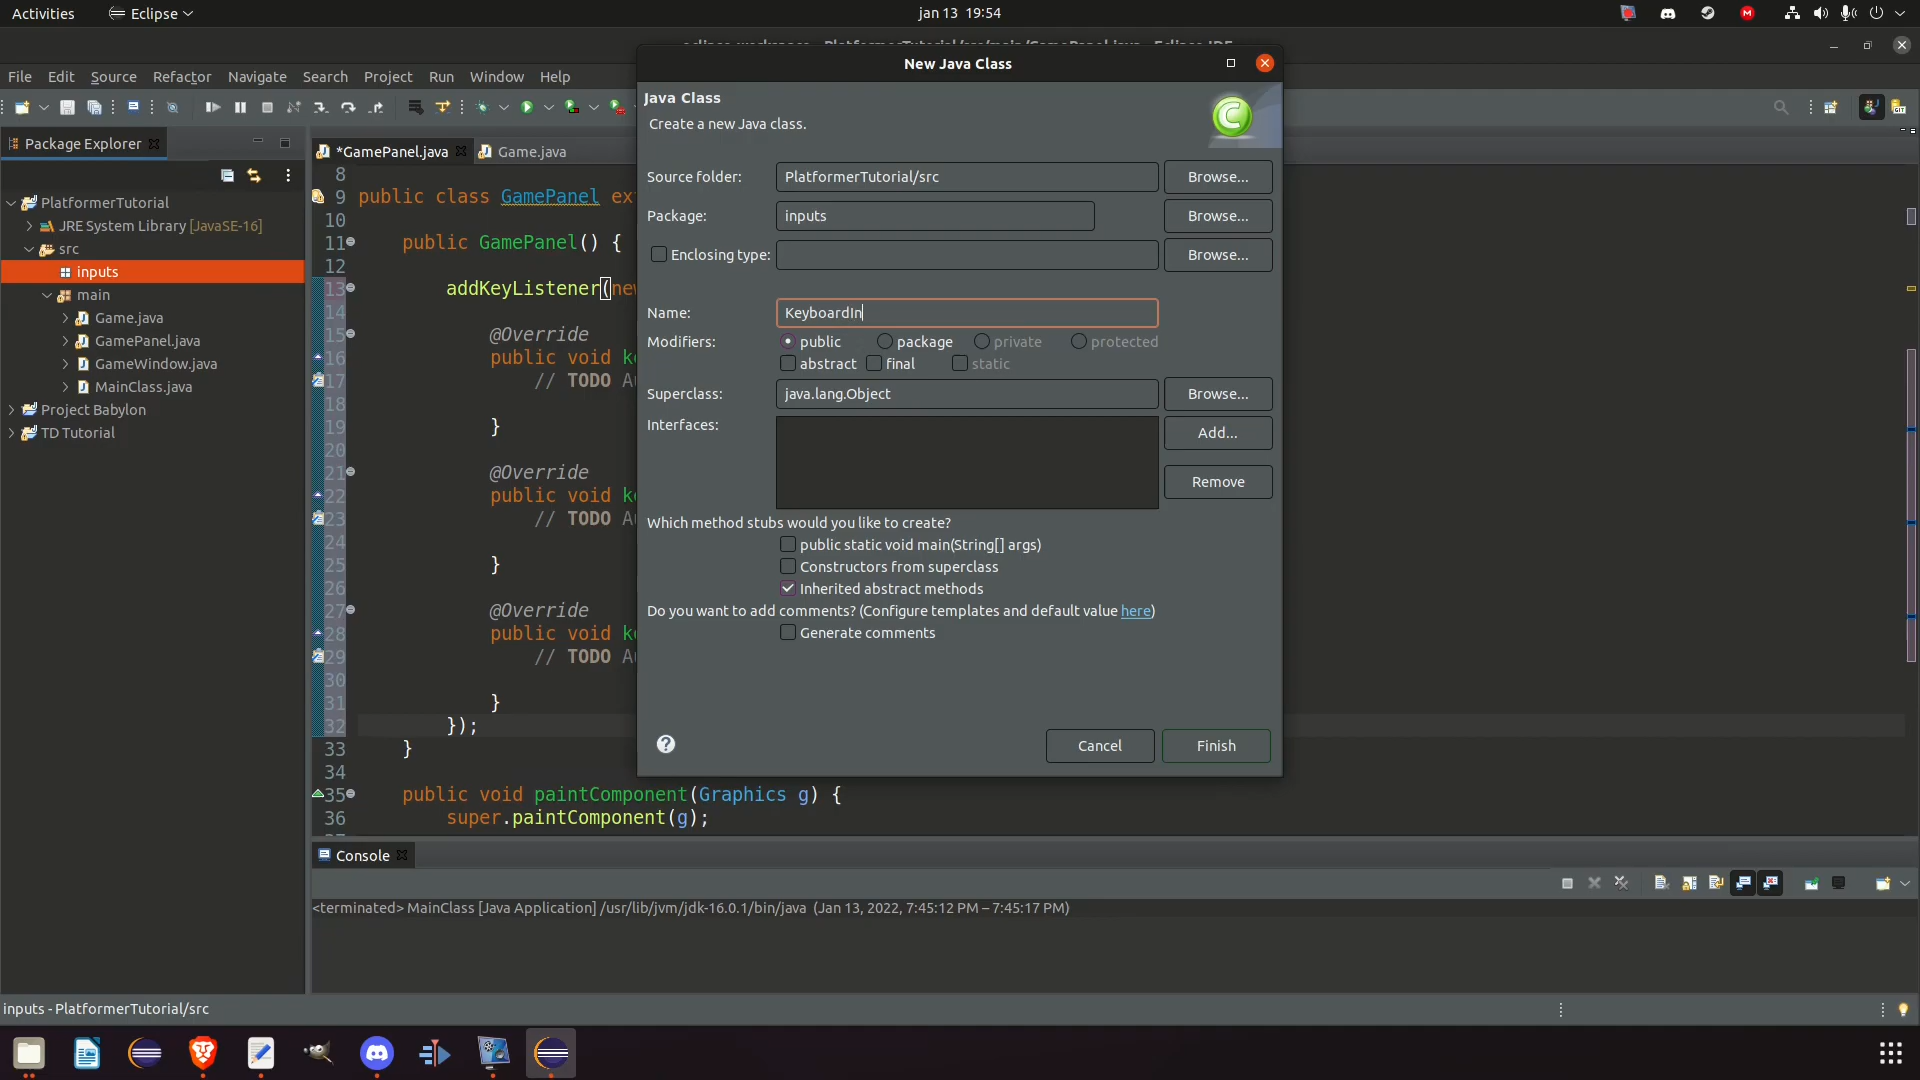 Activities
Eclipse
jan 13 19:54
File Edit Source Refactor Navigate Search Project Run Window Help
New Java Class
Java Class
Create a new Java class.
Package Explorer
*GamePanel.java
Game.java
Source folder:
PlatformerTutorial/src
Browse...
Package:
inputs
Browse...
Enclosing type:
Browse...
Name:
KeyboardIn
Modifiers:
public
package
private
protected
abstract
final
static
Superclass:
java.lang.Object
Browse...
Interfaces:
Add...
Remove
Which method stubs would you like to create?
public static void main(String[] args)
Constructors from superclass
Inherited abstract methods
Do you want to add comments? (Configure templates and default value here)
Generate comments
Cancel
Finish
PlatformerTutorial
JRE System Library [JavaSE-16]
src
inputs
main
Game.java
GamePanel.java
GameWindow.java
MainClass.java
Project Babylon
TD Tutorial
8
9 public class GamePanel ex
10
11 public GamePanel() {
12
13 addKeyListener(ne
14
15 @Override
16 public void k
17 // TODO A
18
19 }
20
21 @Override
22 public void k
23 // TODO A
24
25 }
26
27 @Override
28 public void k
29 // TODO A
30
31 }
32 });
33 }
34
35 public void paintComponent(Graphics g) {
36 super.paintComponent(g);
Console
<terminated> MainClass [Java Application] /usr/lib/jvm/jdk-16.0.1/bin/java (Jan 13, 2022, 7:45:12 PM – 7:45:17 PM)
inputs - PlatformerTutorial/src